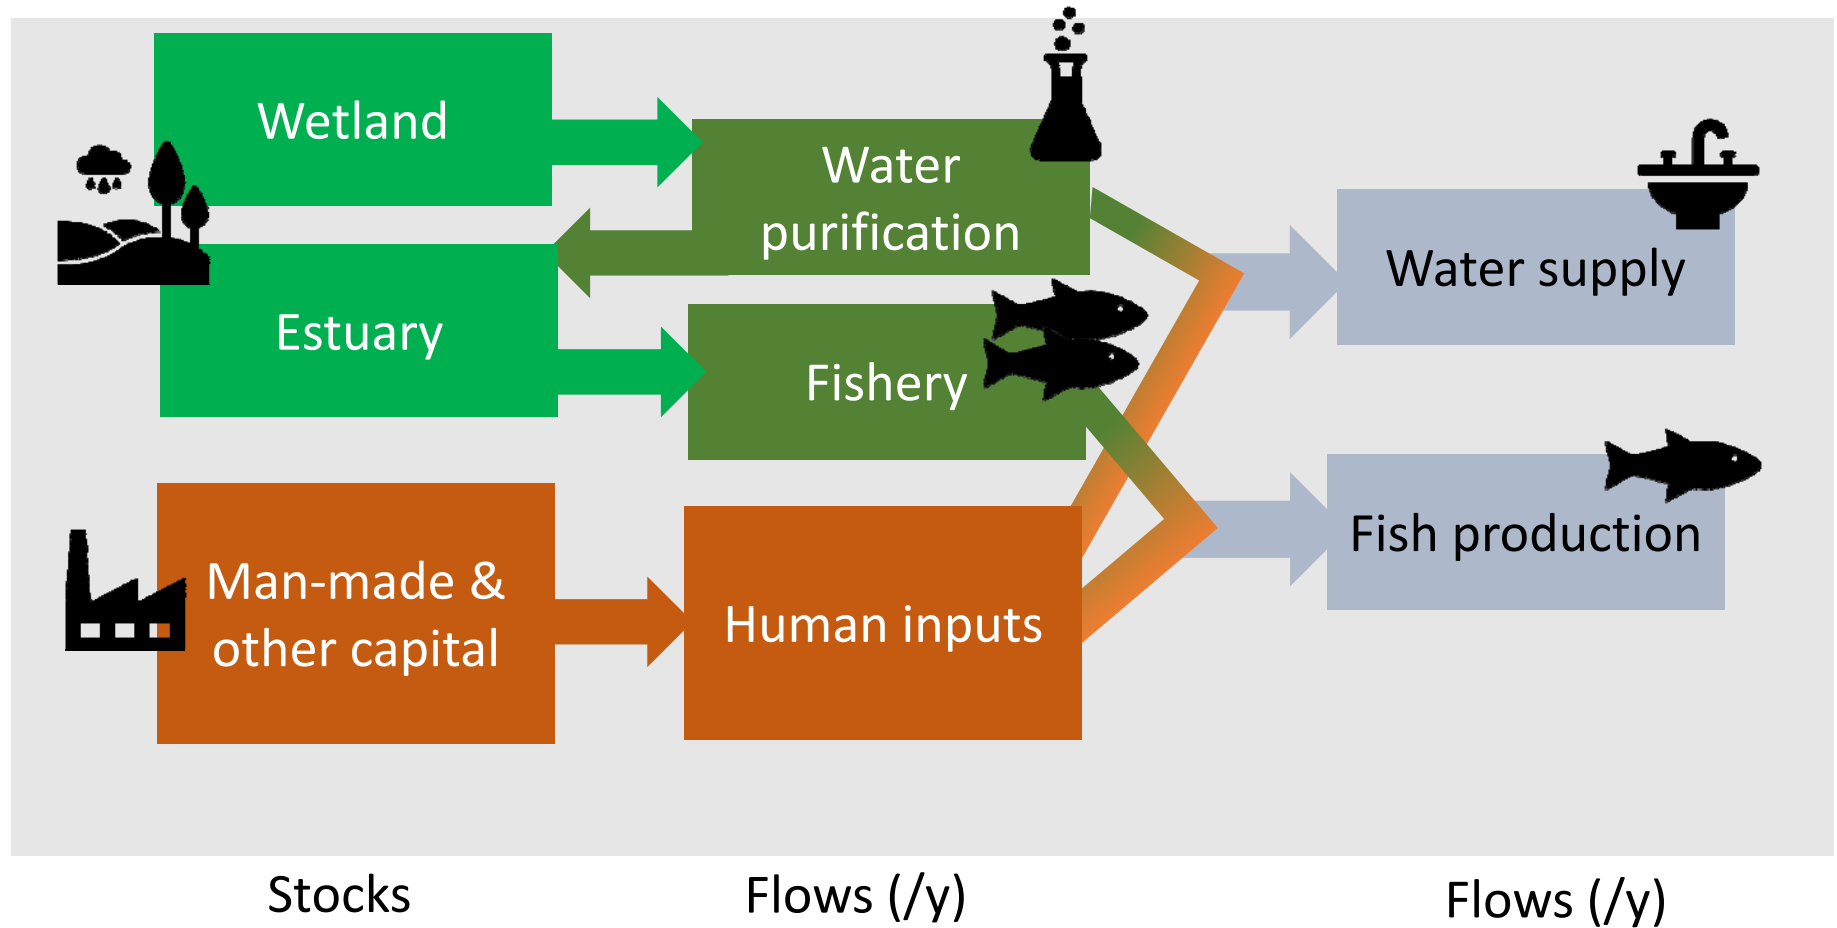 Wetland
Water
purification
Estuary
Fishery
Man-made &
other capital
Human inputs
Water supply
Fish production
Stocks
Flows (/y)
Flows (/y)